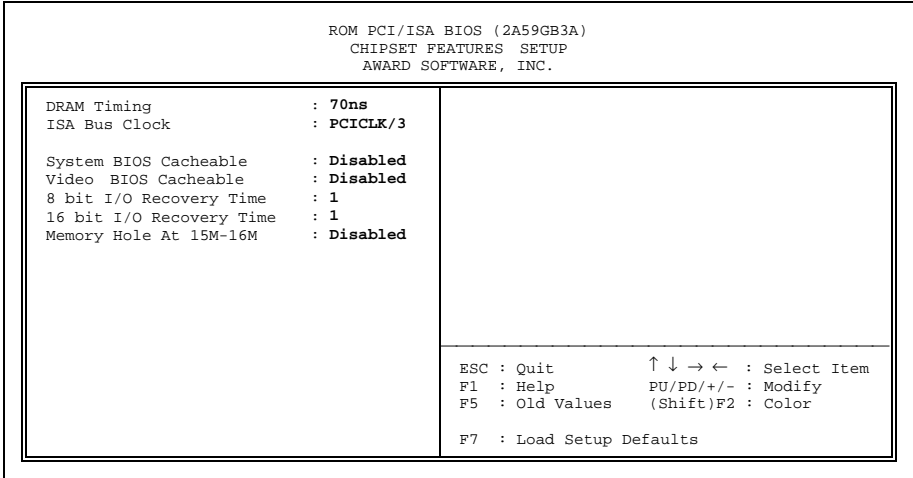 ROM PCI/ISA BIOS (2A59GB3A)
CHIPSET FEATURES SETUP
AWARD SOFTWARE, INC.
DRAM Timing : 70ns
ISA Bus Clock : PCICLK/3
System BIOS Cacheable : Disabled
Video BIOS Cacheable : Disabled
8 bit I/O Recovery Time : 1
16 bit I/O Recovery Time : 1
Memory Hole At 15M-16M : Disabled
ESC : Quit ↑ ↓ → ← : Select Item
F1 : Help PU/PD/+/- : Modify
F5 : Old Values (Shift)F2 : Color
F7 : Load Setup Defaults